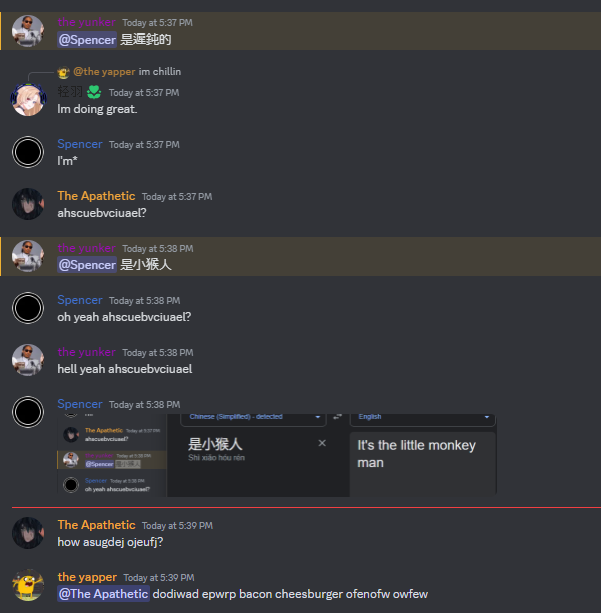 the yunker Today at 5:37 PM
@Spencer 是遲鈍的
@the yapper im chillin
轻羽 Today at 5:37 PM
Im doing great.
Spencer Today at 5:37 PM
I'm*
The Apathetic Today at 5:37 PM
ahscuebvciuael?
the yunker Today at 5:38 PM
@Spencer 是小猴人
Spencer Today at 5:38 PM
oh yeah ahscuebvciuael?
the yunker Today at 5:38 PM
hell yeah ahscuebvciuael
Spencer Today at 5:38 PM
Chinese (Simplified) - detected
English
The Apathetic Today at 5:37 PM
ahscuebvciuael?
是小猴人
Shì xiǎo hóu rén
It's the little monkey
man
Today at 5:38 PM
@Spencer 是小猴人
Spencer Today at 5:38 PM
oh yeah ahscuebvciuael?
The Apathetic Today at 5:39 PM
how asugdej ojeufj?
the yapper Today at 5:39 PM
@The Apathetic dodiwad epwrp bacon cheesburger ofenofw owfew